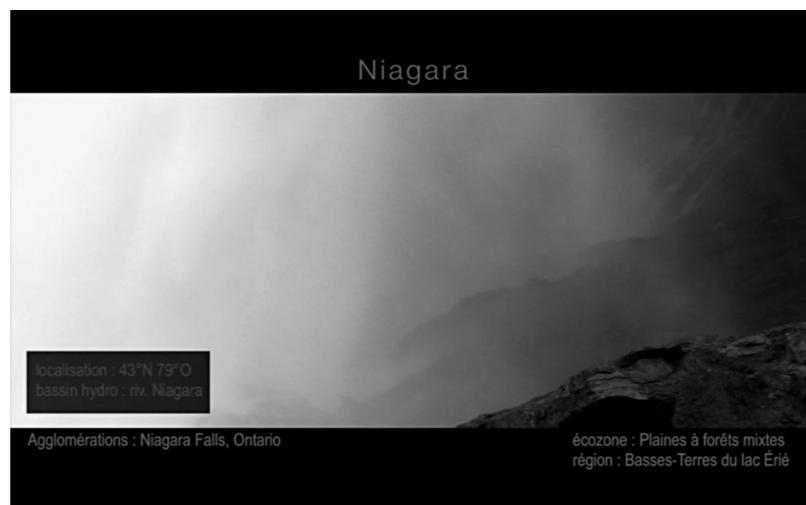 Niagara
localisation : 43°N 79°O
bassin hydro : riv. Niagara
Agglomérations : Niagara Falls, Ontario
écozone : Plaines à forêts mixtes
région : Basses-Terres du lac Érié